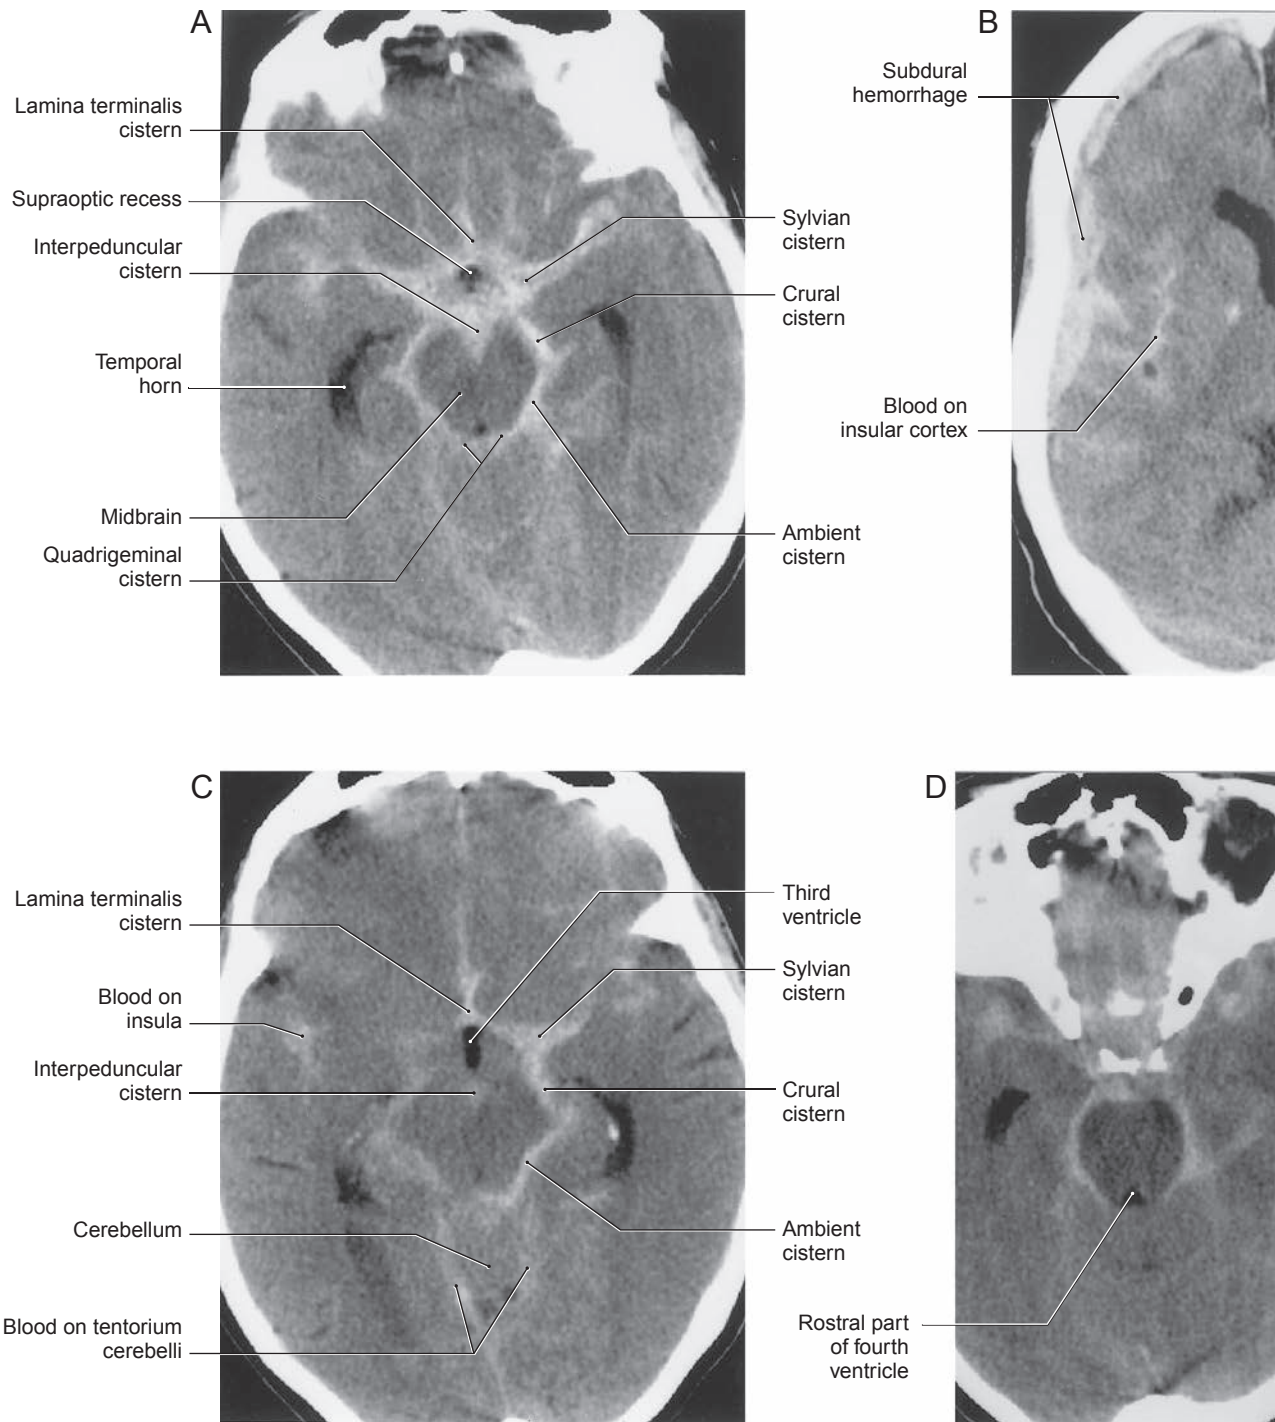 A
Lamina terminalis
cistern
Supraoptic recess
Interpeduncular
cistern
Temporal
horn
Midbrain
Quadrigeminal
cistern
Sylvian
cistern
Crural
cistern
Ambient
cistern
B
Subdural
hemorrhage
Blood on
insular cortex
C
Lamina terminalis
cistern
Blood on
insula
Interpeduncular
cistern
Cerebellum
Blood on tentorium
cerebelli
Third
ventricle
Sylvian
cistern
Crural
cistern
Ambient
cistern
D
Rostral part
of fourth
ventricle